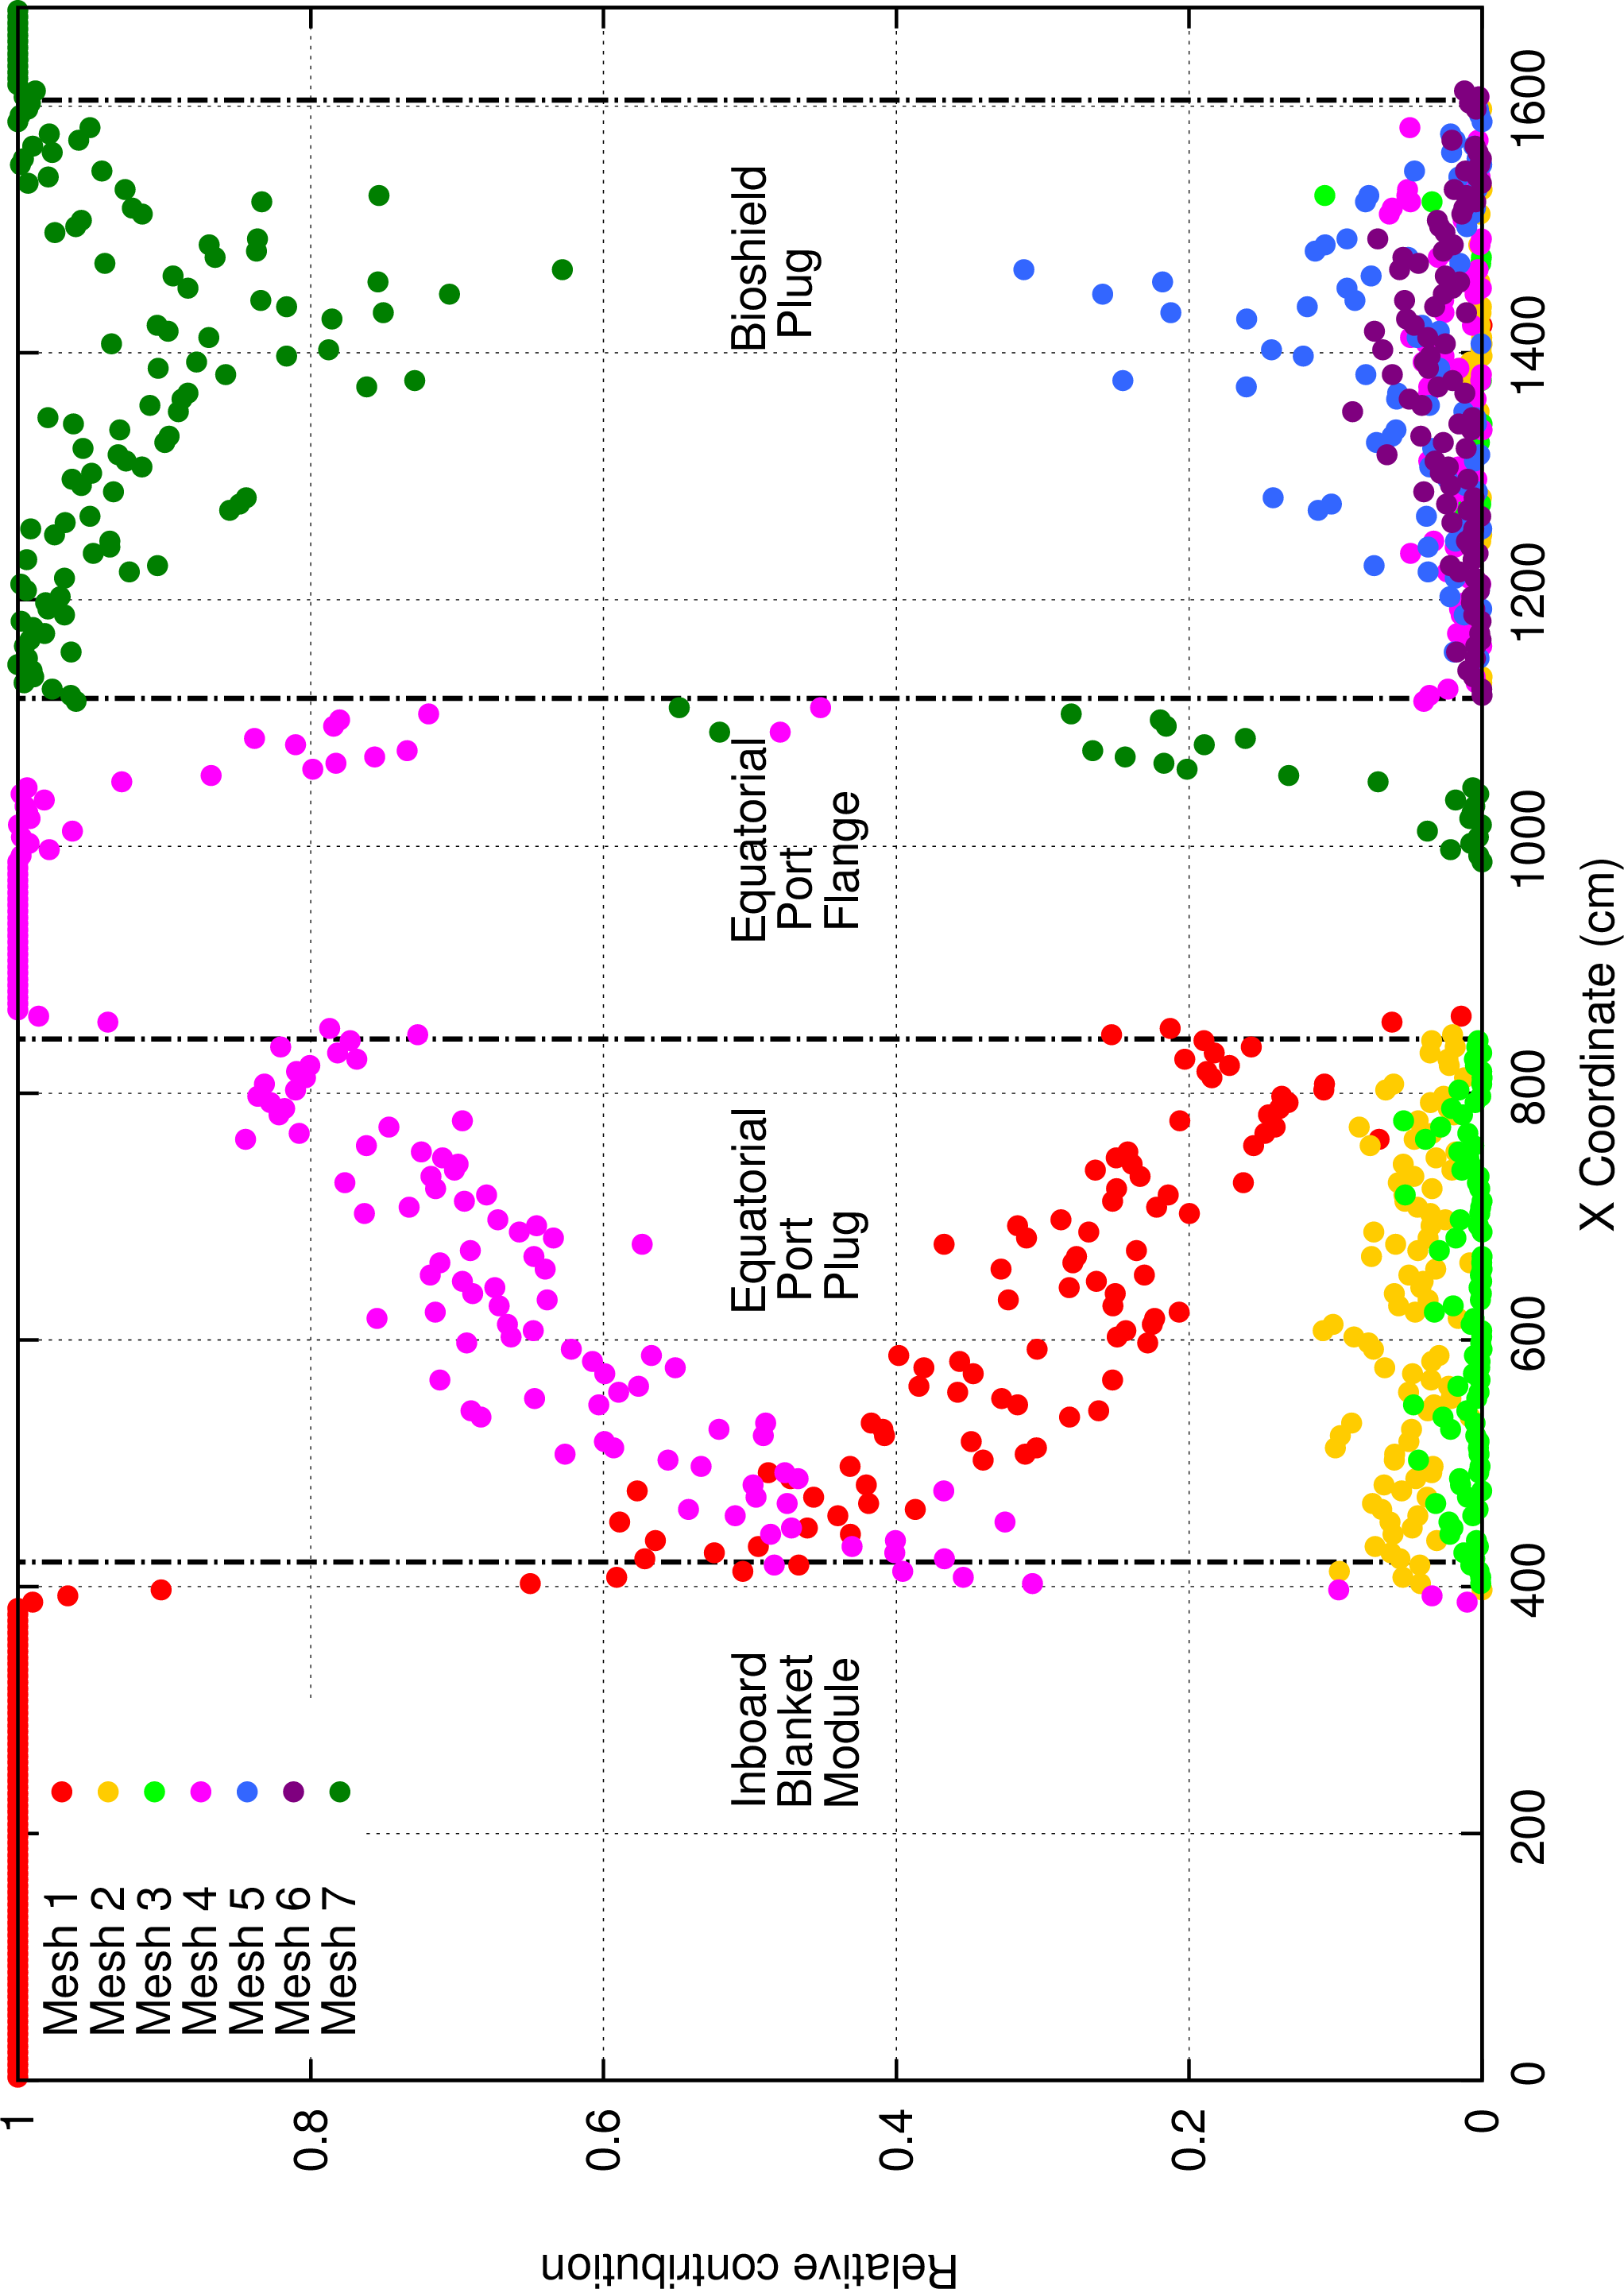 Relative contribution
1
0.8
0.6
0.4
0.2
0
Mesh 1
Mesh 2
Mesh 3
Mesh 4
Mesh 5
Mesh 6
Mesh 7
Inboard
Blanket
Module
Equatorial
Port
Plug
Equatorial
Port
Flange
Bioshield
Plug
0
200
400
600
800
1000
1200
1400
1600
X Coordinate (cm)